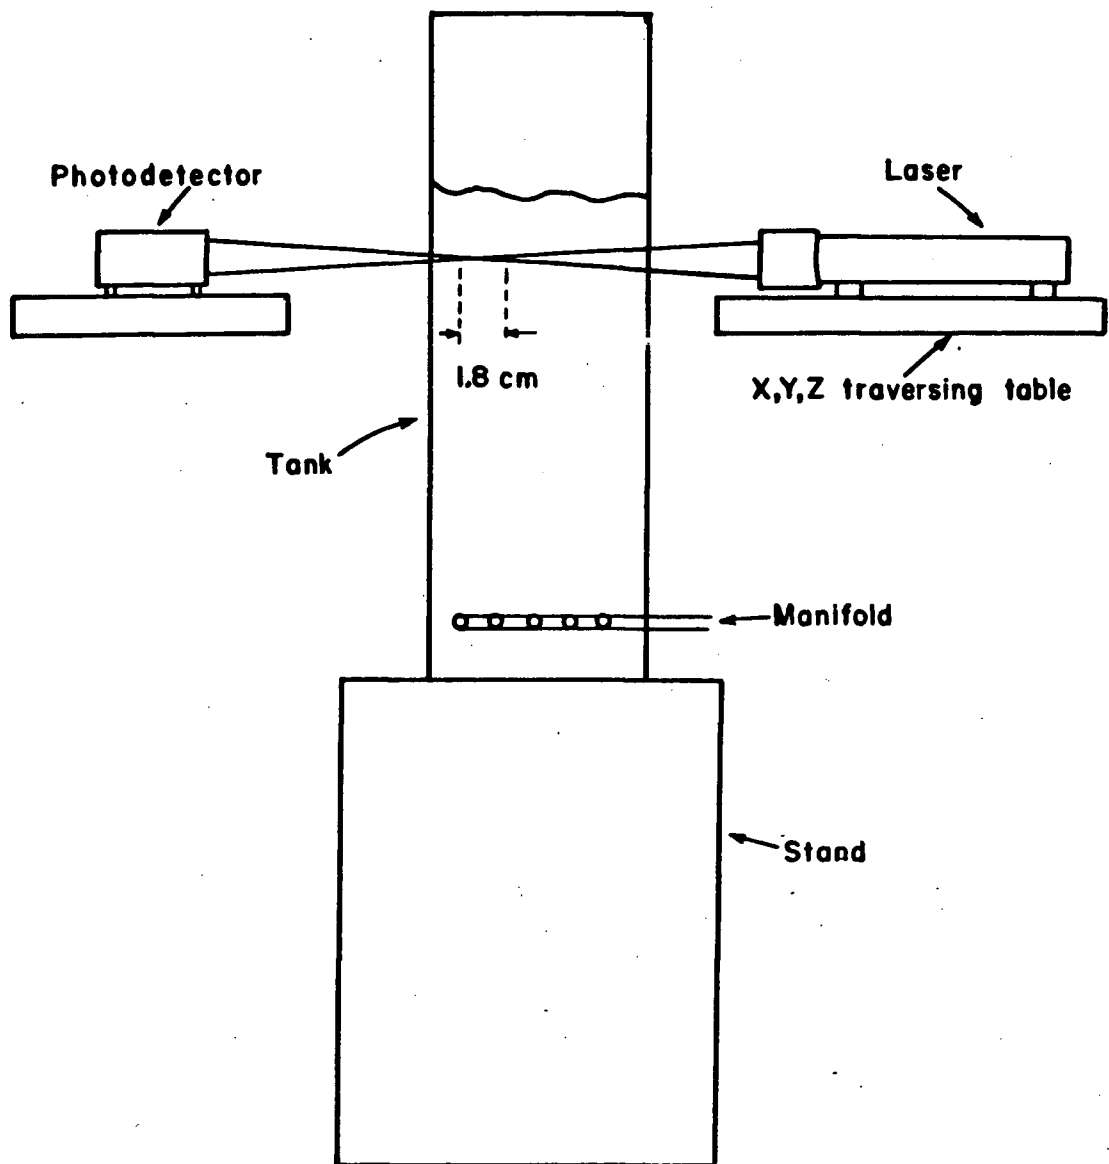 Photodetector
Laser
1.8 cm
X,Y,Z traversing table
Tank
Manifold
Stand